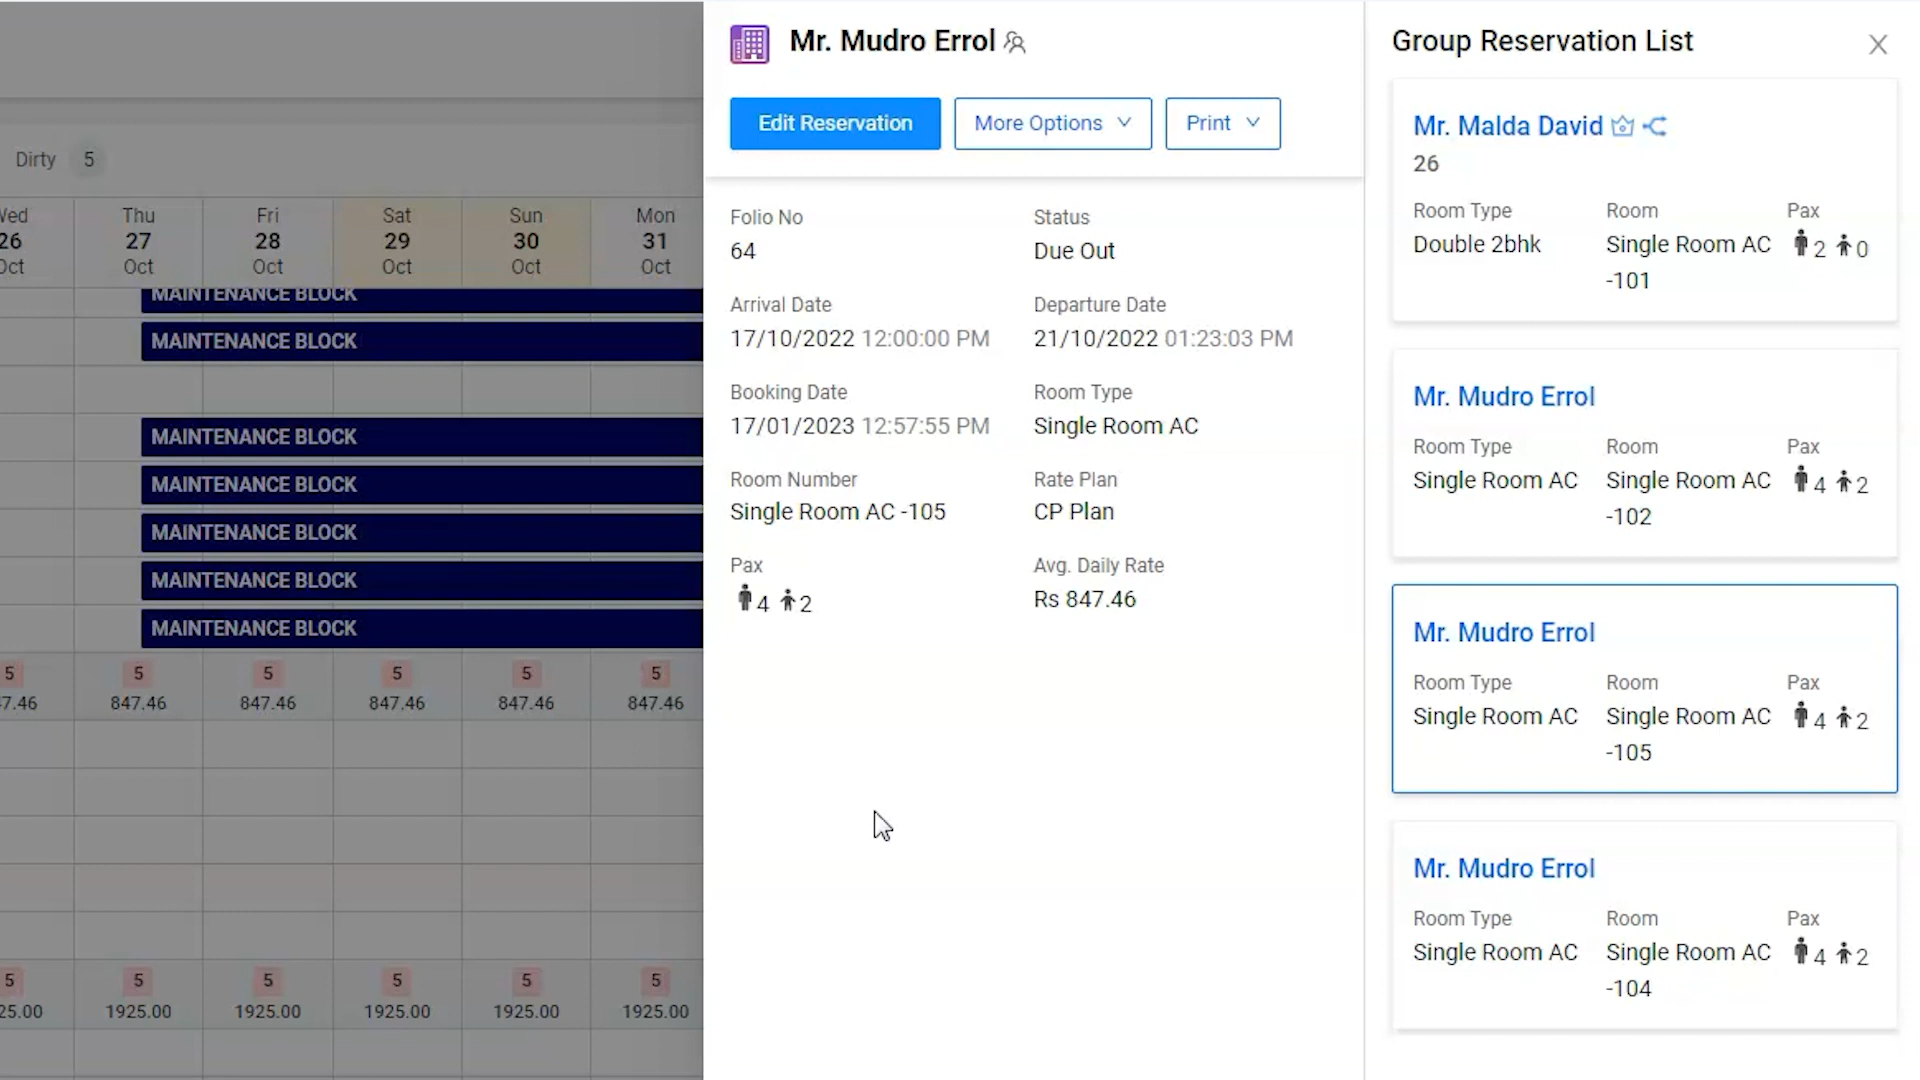 Dirty 5
Wed Thu Fri Sat Sun Mon
26 27 28 29 30 31
Oct Oct Oct Oct Oct Oct
MAINTENANCE BLOCK
MAINTENANCE BLOCK
MAINTENANCE BLOCK
MAINTENANCE BLOCK
MAINTENANCE BLOCK
MAINTENANCE BLOCK
MAINTENANCE BLOCK
5 5 5 5 5 5
7.46 847.46 847.46 847.46 847.46 847.46
5 5 5 5 5 5
25.00 1925.00 1925.00 1925.00 1925.00 1925.00
Mr. Mudro Errol
Edit Reservation More Options Print
Folio No Status
64 Due Out
Arrival Date Departure Date
17/10/2022 12:00:00 PM 21/10/2022 01:23:03 PM
Booking Date Room Type
17/01/2023 12:57:55 PM Single Room AC
Room Number Rate Plan
Single Room AC -105 CP Plan
Pax Avg. Daily Rate
4 2 Rs 847.46
Group Reservation List
Mr. Malda David
26
Room Type Room Pax
Double 2bhk Single Room AC 2 0
-101
Mr. Mudro Errol
Room Type Room Pax
Single Room AC Single Room AC 4 2
-102
Mr. Mudro Errol
Room Type Room Pax
Single Room AC Single Room AC 4 2
-105
Mr. Mudro Errol
Room Type Room Pax
Single Room AC Single Room AC 4 2
-104